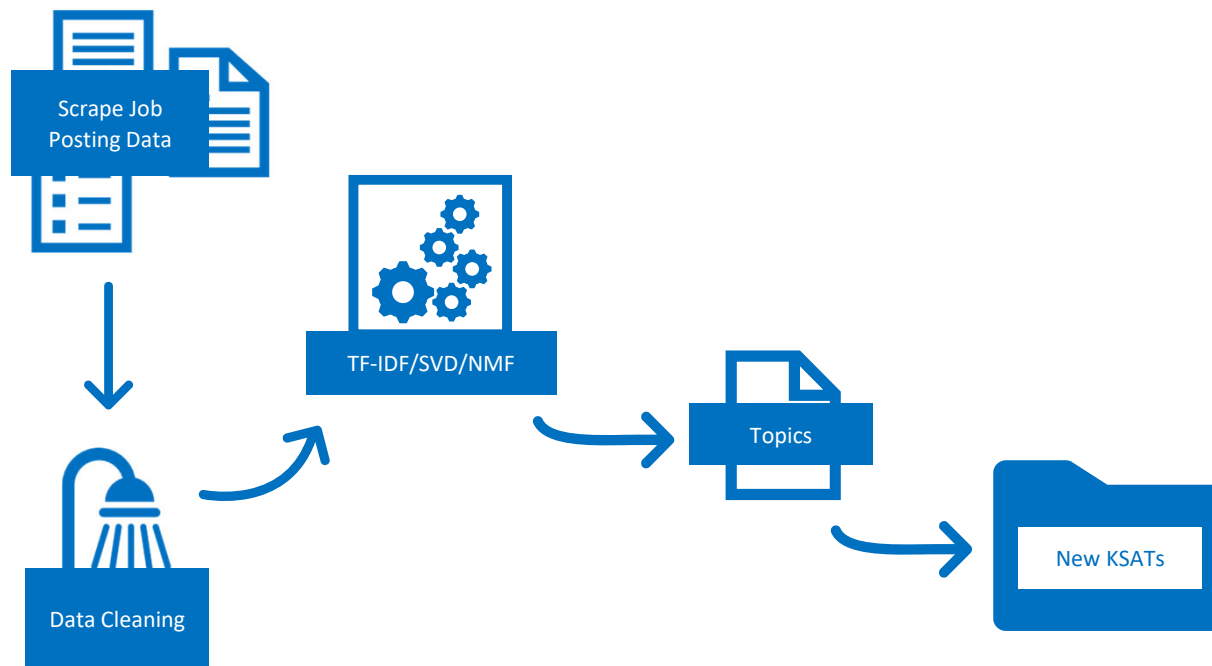 Scrape Job
Posting Data
Data Cleaning
TF-IDF/SVD/NMF
Topics
New KSATs